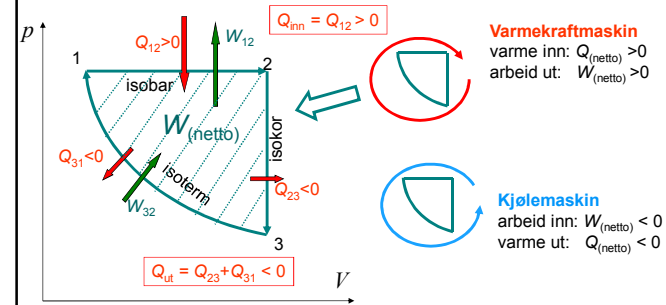 p
Q12>0
W12
Qinn = Q12 > 0
1
2
isobar
W(netto)
isokor
Q31<0
isoterm
W32
Q23<0
3
Qut = Q23+Q31 < 0
V
Varmekraftmaskin
varme inn: Q(netto) >0
arbeid ut: W(netto) >0
Kjølemaskin
arbeid inn: W(netto) < 0
varme ut: Q(netto) < 0